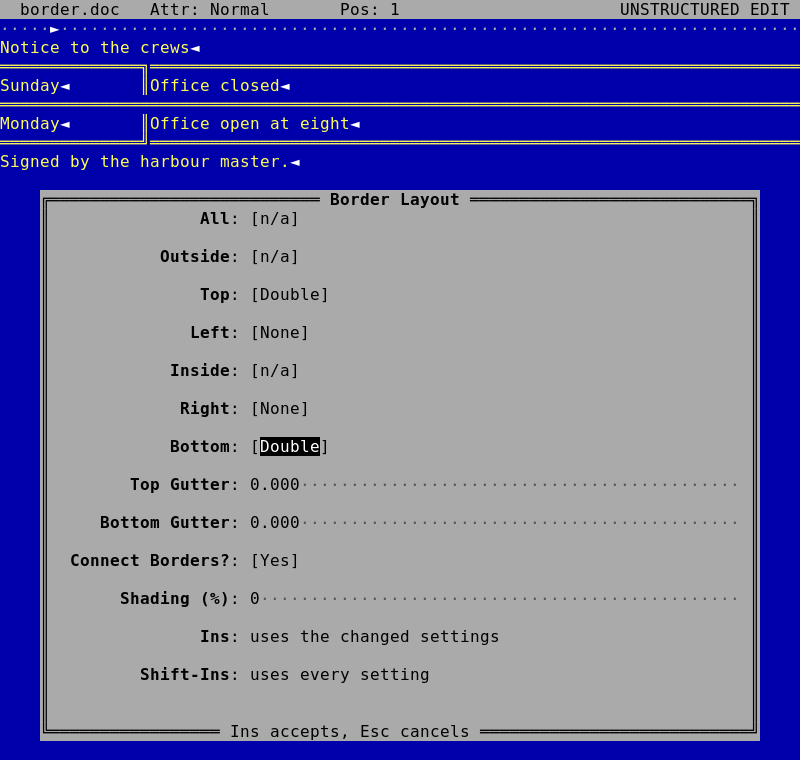 border.doc   Attr: Normal       Pos: 1                      UNSTRUCTURED EDIT
Notice to the crews◄
Sunday◄ Office closed◄
Monday◄ Office open at eight◄
Signed by the harbour master.◄
Border Layout
All: [n/a]
Outside: [n/a]
Top: [Double]
Left: [None]
Inside: [n/a]
Right: [None]
Bottom: [Double]
Top Gutter: 0.000
Bottom Gutter: 0.000
Connect Borders?: [Yes]
Shading (%): 0
Ins: uses the changed settings
Shift-Ins: uses every setting
Ins accepts, Esc cancels